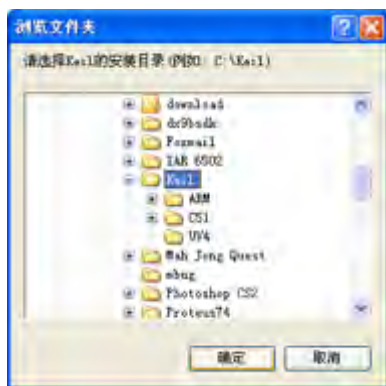 浏览文件夹
请选择Keil的安装目录(例如: C:\Keil)
download
dx9bsdk
Foxmail
IAR 6502
Keil
ARM
C51
UV4
Mah Jong Quest
mbug
Photoshop CS2
Proteus74
确定
取消